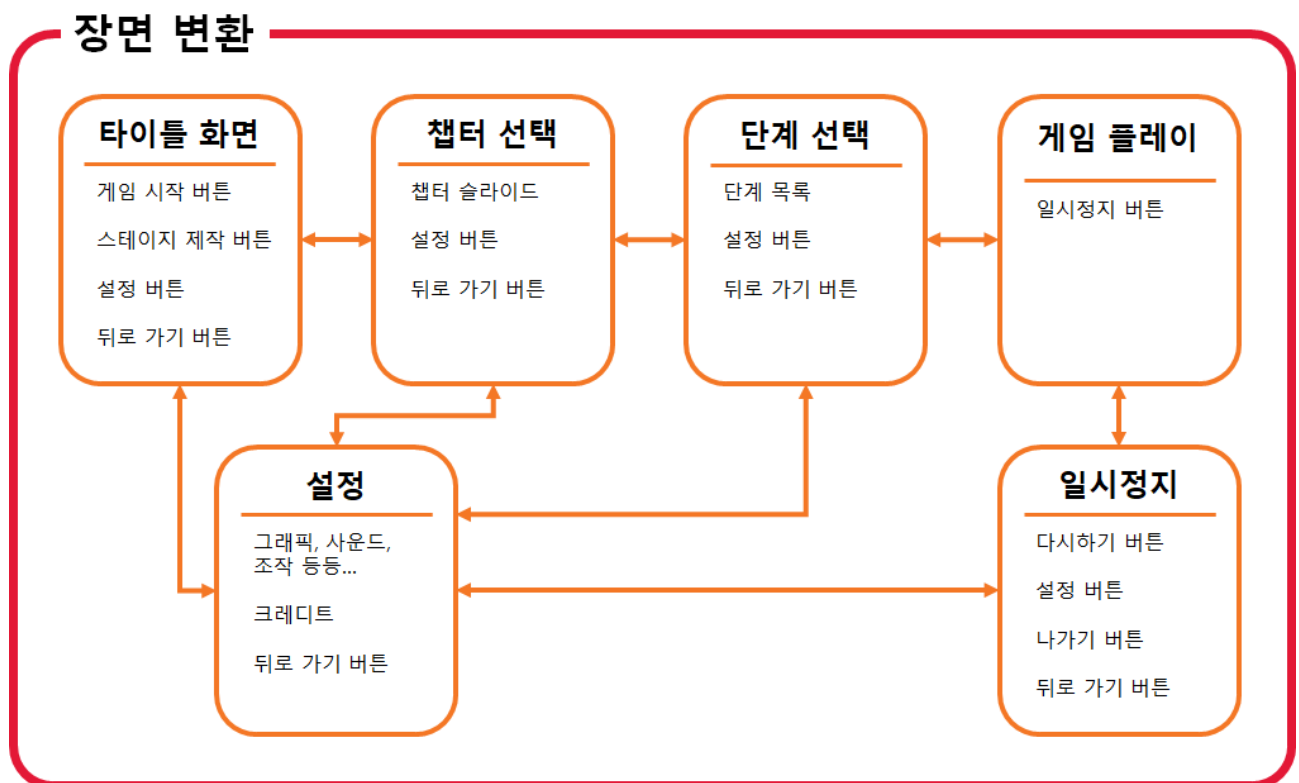 장면 변환
타이틀 화면
게임 시작 버튼
스테이지 제작 버튼
설정 버튼
뒤로 가기 버튼
챕터 선택
챕터 슬라이드
설정 버튼
뒤로 가기 버튼
단계 선택
단계 목록
설정 버튼
뒤로 가기 버튼
게임 플레이
일시정지 버튼
설정
그래픽, 사운드,
조작 등등...
크레디트
뒤로 가기 버튼
일시정지
다시하기 버튼
설정 버튼
나가기 버튼
뒤로 가기 버튼